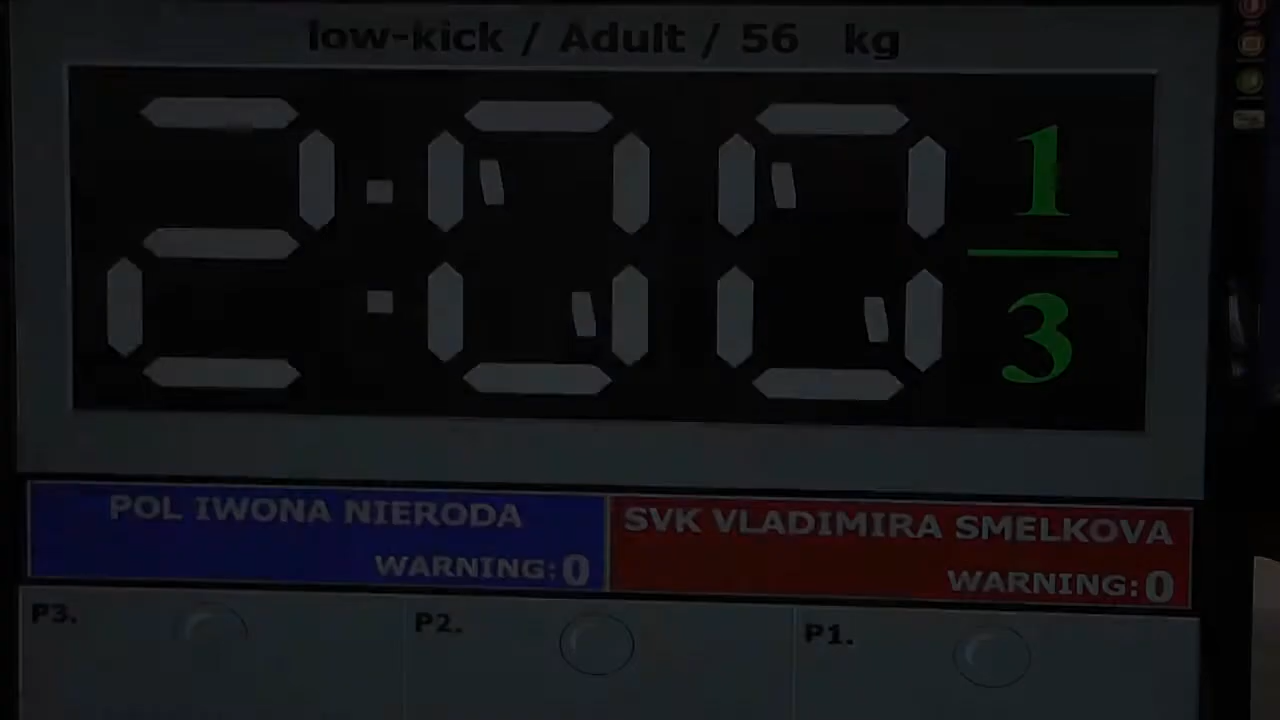 low-kick / Adult / 56 kg
2:00
1
3
POL IWONA NIERODA
WARNING:0
SVK VLADIMIRA SMELKOVA
WARNING:0
P3.
P2.
P1.